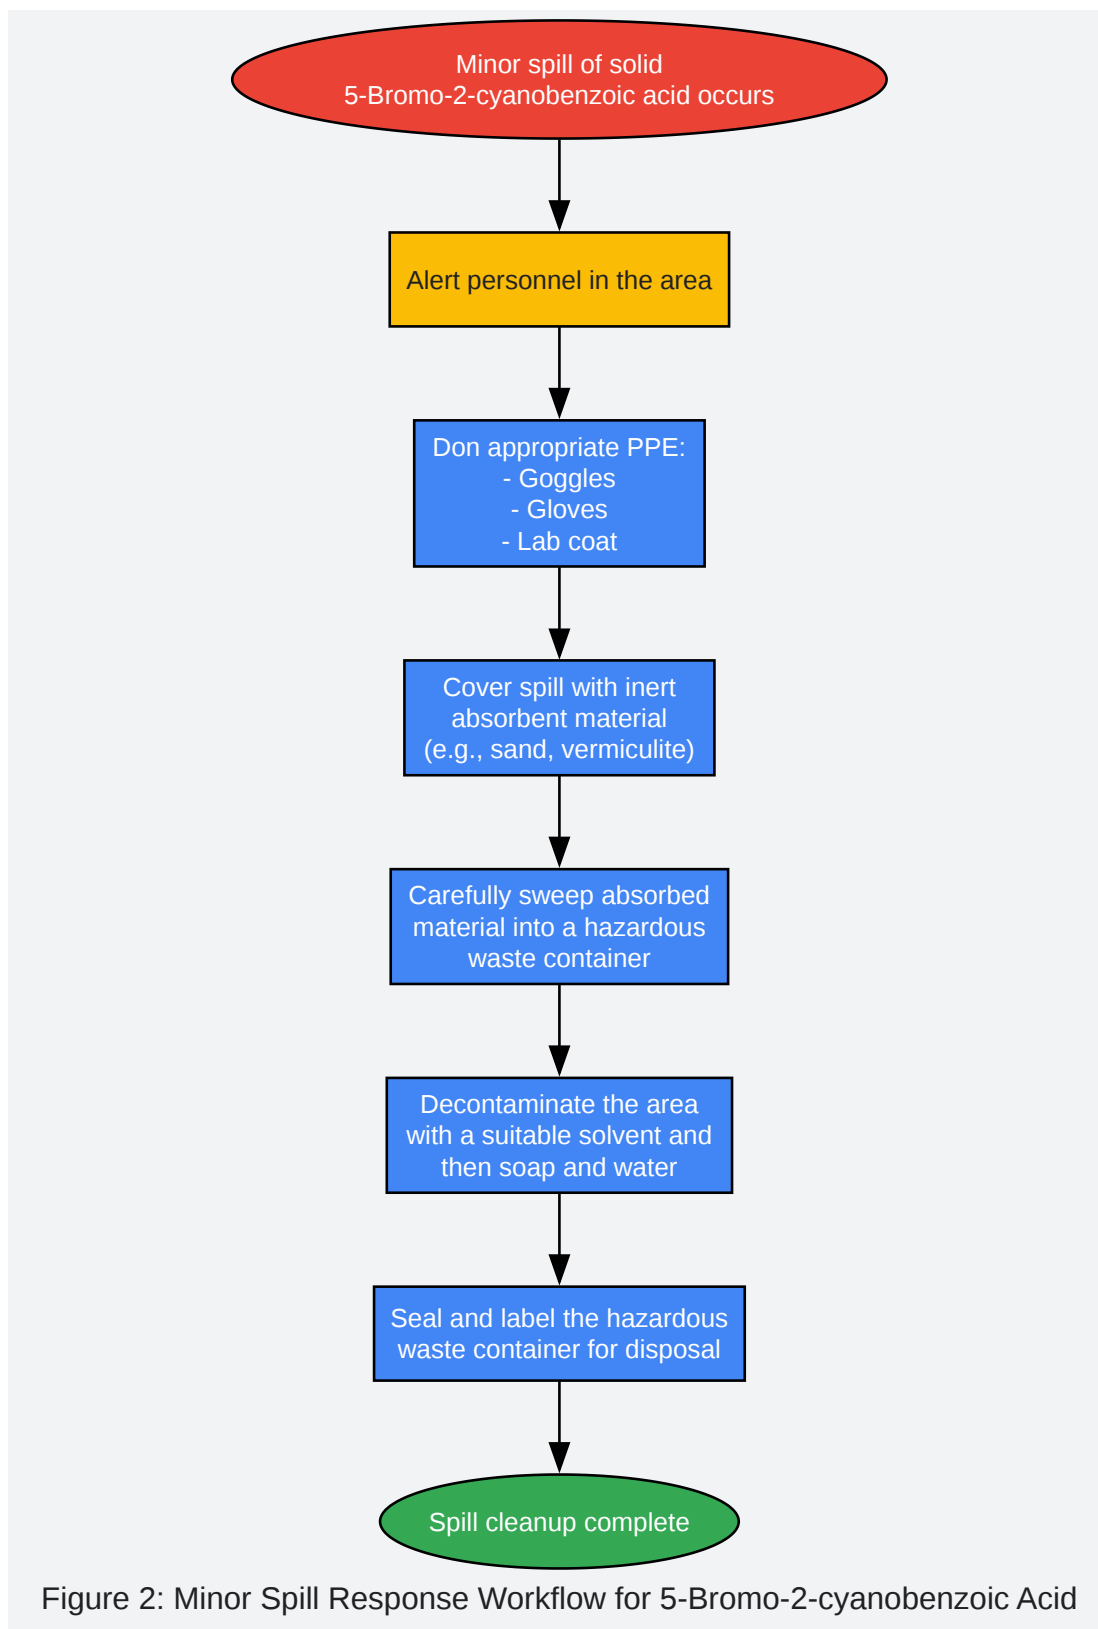 Minor spill of solid
5-Bromo-2-cyanobenzoic acid occurs
Alert personnel in the area
Don appropriate PPE:
- Goggles
- Gloves
- Lab coat
Cover spill with inert
absorbent material
(e.g., sand, vermiculite)
Carefully sweep absorbed
material into a hazardous
waste container
Decontaminate the area
with a suitable solvent and
then soap and water
Seal and label the hazardous
waste container for disposal
Spill cleanup complete
Figure 2: Minor Spill Response Workflow for 5-Bromo-2-cyanobenzoic Acid